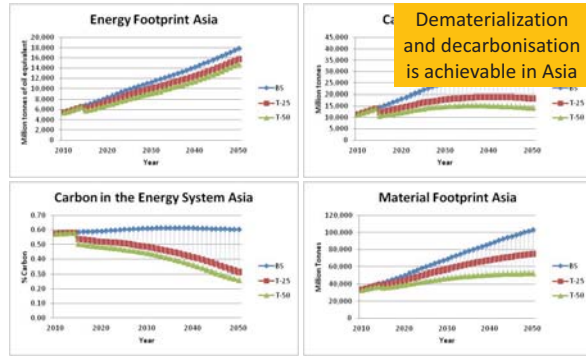 Energy Footprint Asia
Million tonnes of oil equivalent
20,000
18,000
16,000
14,000
12,000
10,000
8,000
6,000
4,000
2,000
0
2010
2020
2030
2040
2050
Year
BS
T-25
T-50
Ca
Dematerialization
and decarbonisation
is achievable in Asia
Million tonnes
45,000
40,000
35,000
30,000
25,000
20,000
15,000
10,000
5,000
0
2010
2020
2030
2040
2050
Year
BS
T-25
T-50
Carbon in the Energy System Asia
% Carbon
0.70
0.60
0.50
0.40
0.30
0.20
0.10
0.00
2010
2020
2030
2040
2050
Year
BS
T-25
T-50
Material Footprint Asia
Million Tonnes
120,000
100,000
80,000
60,000
40,000
20,000
0
2010
2020
2030
2040
2050
Year
BS
T-25
T-50